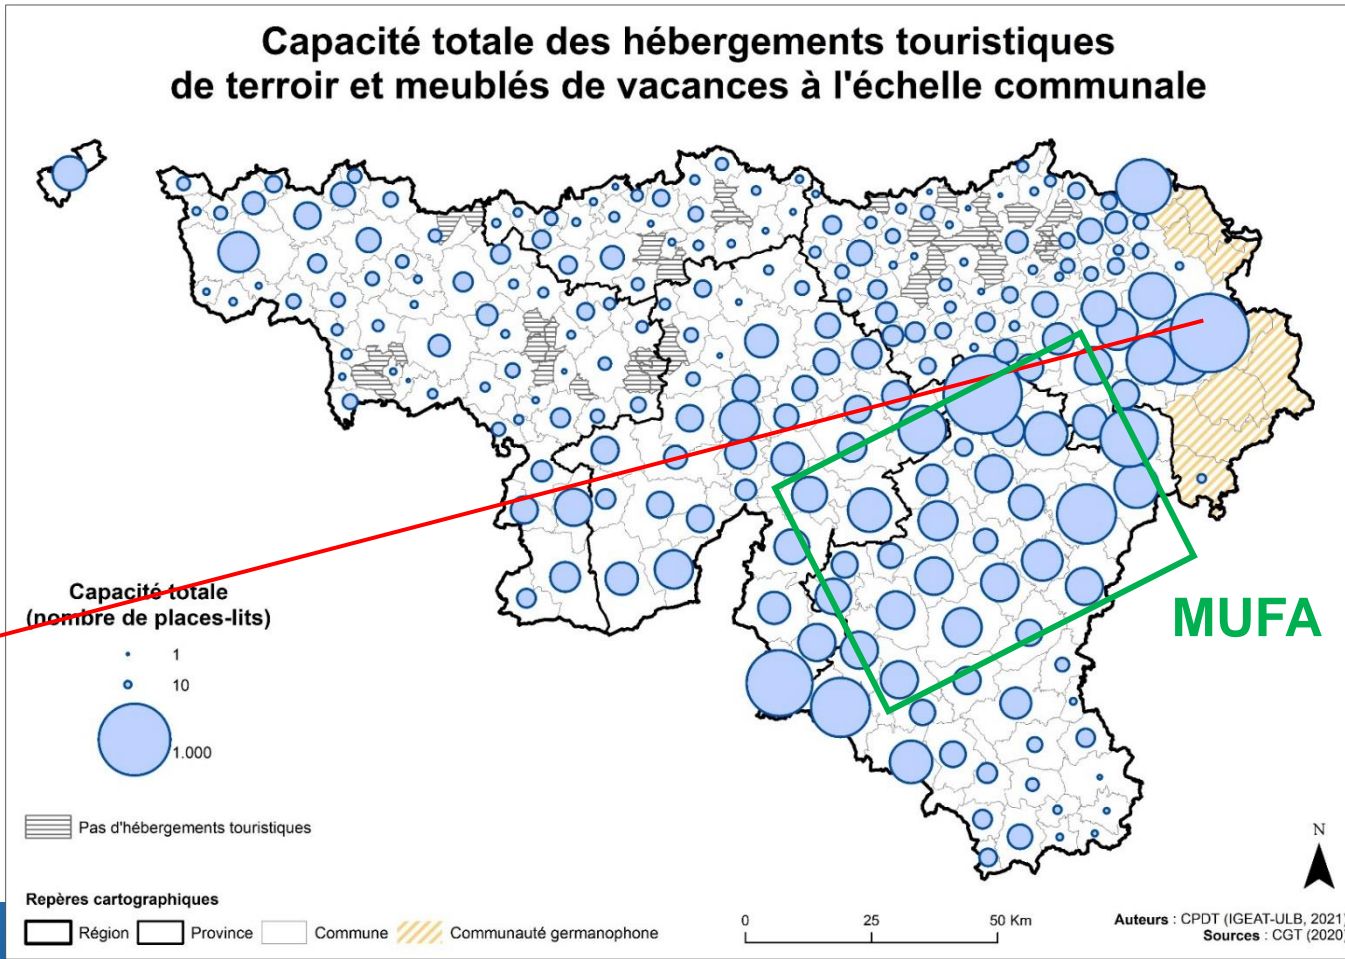 Capacité totale des hébergements touristiques
de terroir et meublés de vacances à l'échelle communale
MUFA
Capacité totale
(nombre de places-lits)
1
10
1.000
Pas d'hébergements touristiques
Repères cartographiques
Région
Province
Commune
Communauté germanophone
0
25
50 Km
N
Auteurs : CPDT (IGEAT-ULB, 2021)
Sources : CGT (2020)